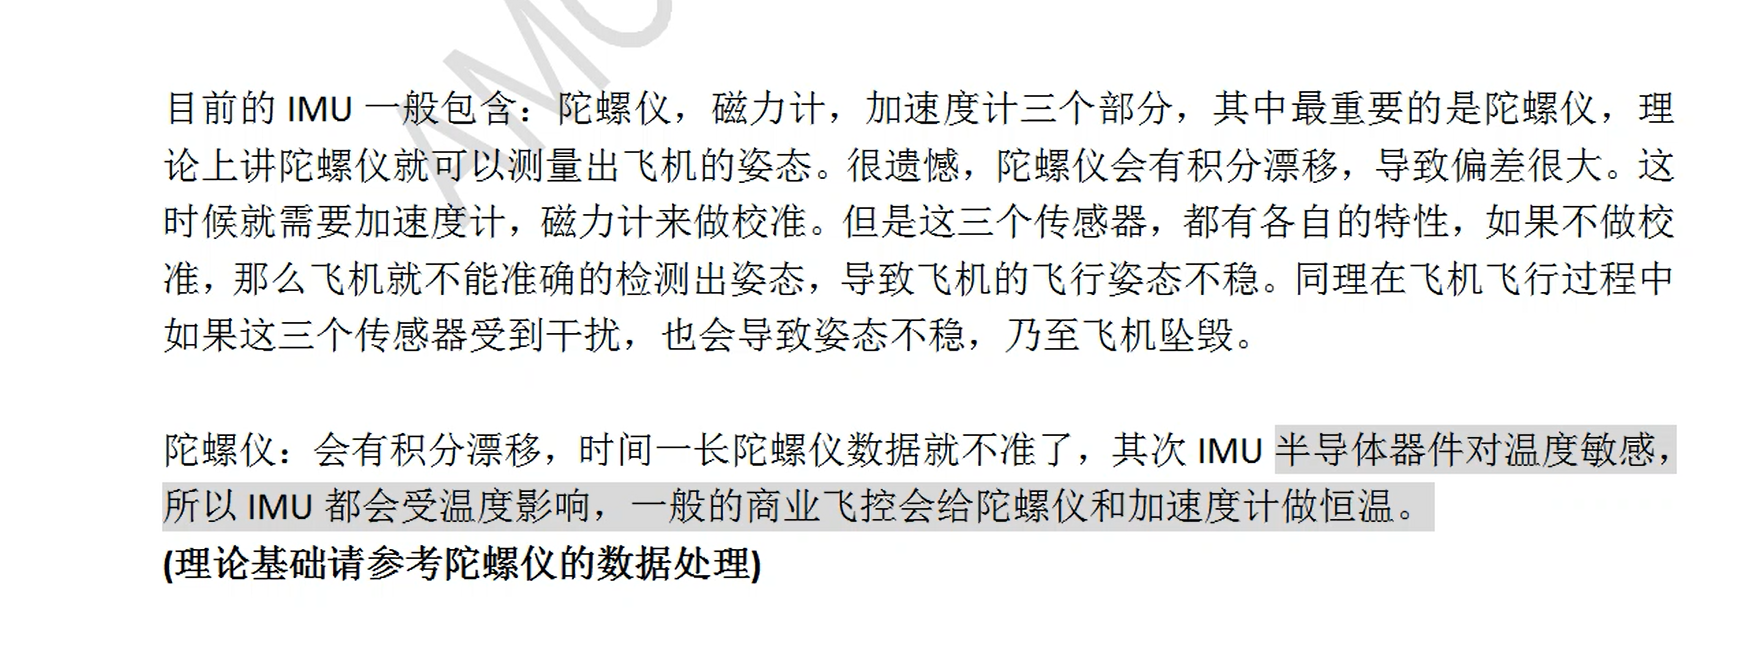 AMO
目前的 IMU 一般包含：陀螺仪，磁力计，加速度计三个部分，其中最重要的是陀螺仪，理
论上讲陀螺仪就可以测量出飞机的姿态。很遗憾，陀螺仪会有积分漂移，导致偏差很大。这
时候就需要加速度计，磁力计来做校准。但是这三个传感器，都有各自的特性，如果不做校
准，那么飞机就不能准确的检测出姿态，导致飞机的飞行姿态不稳。同理在飞机飞行过程中
如果这三个传感器受到干扰，也会导致姿态不稳，乃至飞机坠毁。
陀螺仪：会有积分漂移，时间一长陀螺仪数据就不准了，其次 IMU 半导体器件对温度敏感，
所以 IMU 都会受温度影响，一般的商业飞控会给陀螺仪和加速度计做恒温。
(理论基础请参考陀螺仪的数据处理)